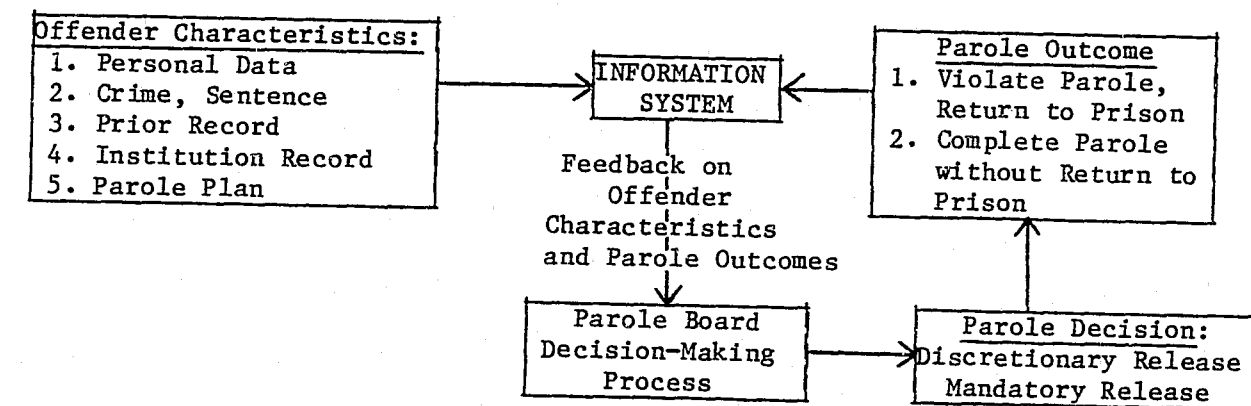 Offender Characteristics:
1. Personal Data
2. Crime, Sentence
3. Prior Record
4. Institution Record
5. Parole Plan
INFORMATION
SYSTEM
Parole Outcome
1. Violate Parole,
Return to Prison
2. Complete Parole
without Return to
Prison
Feedback on
Offender
Characteristics
and Parole Outcomes
Parole Board
Decision-Making
Process
Parole Decision:
Discretionary Release
Mandatory Release